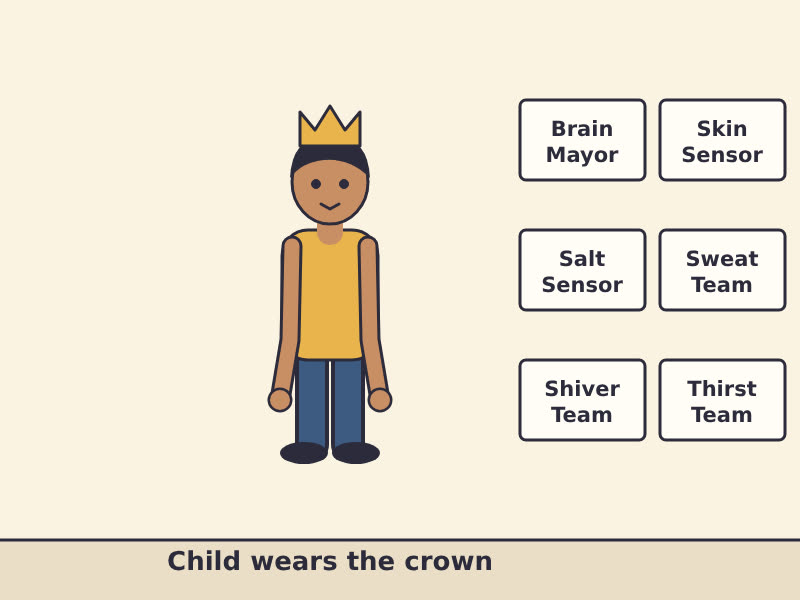 Brain
Mayor
Skin
Sensor
Salt
Sensor
Sweat
Team
Shiver
Team
Thirst
Team
Child wears the crown